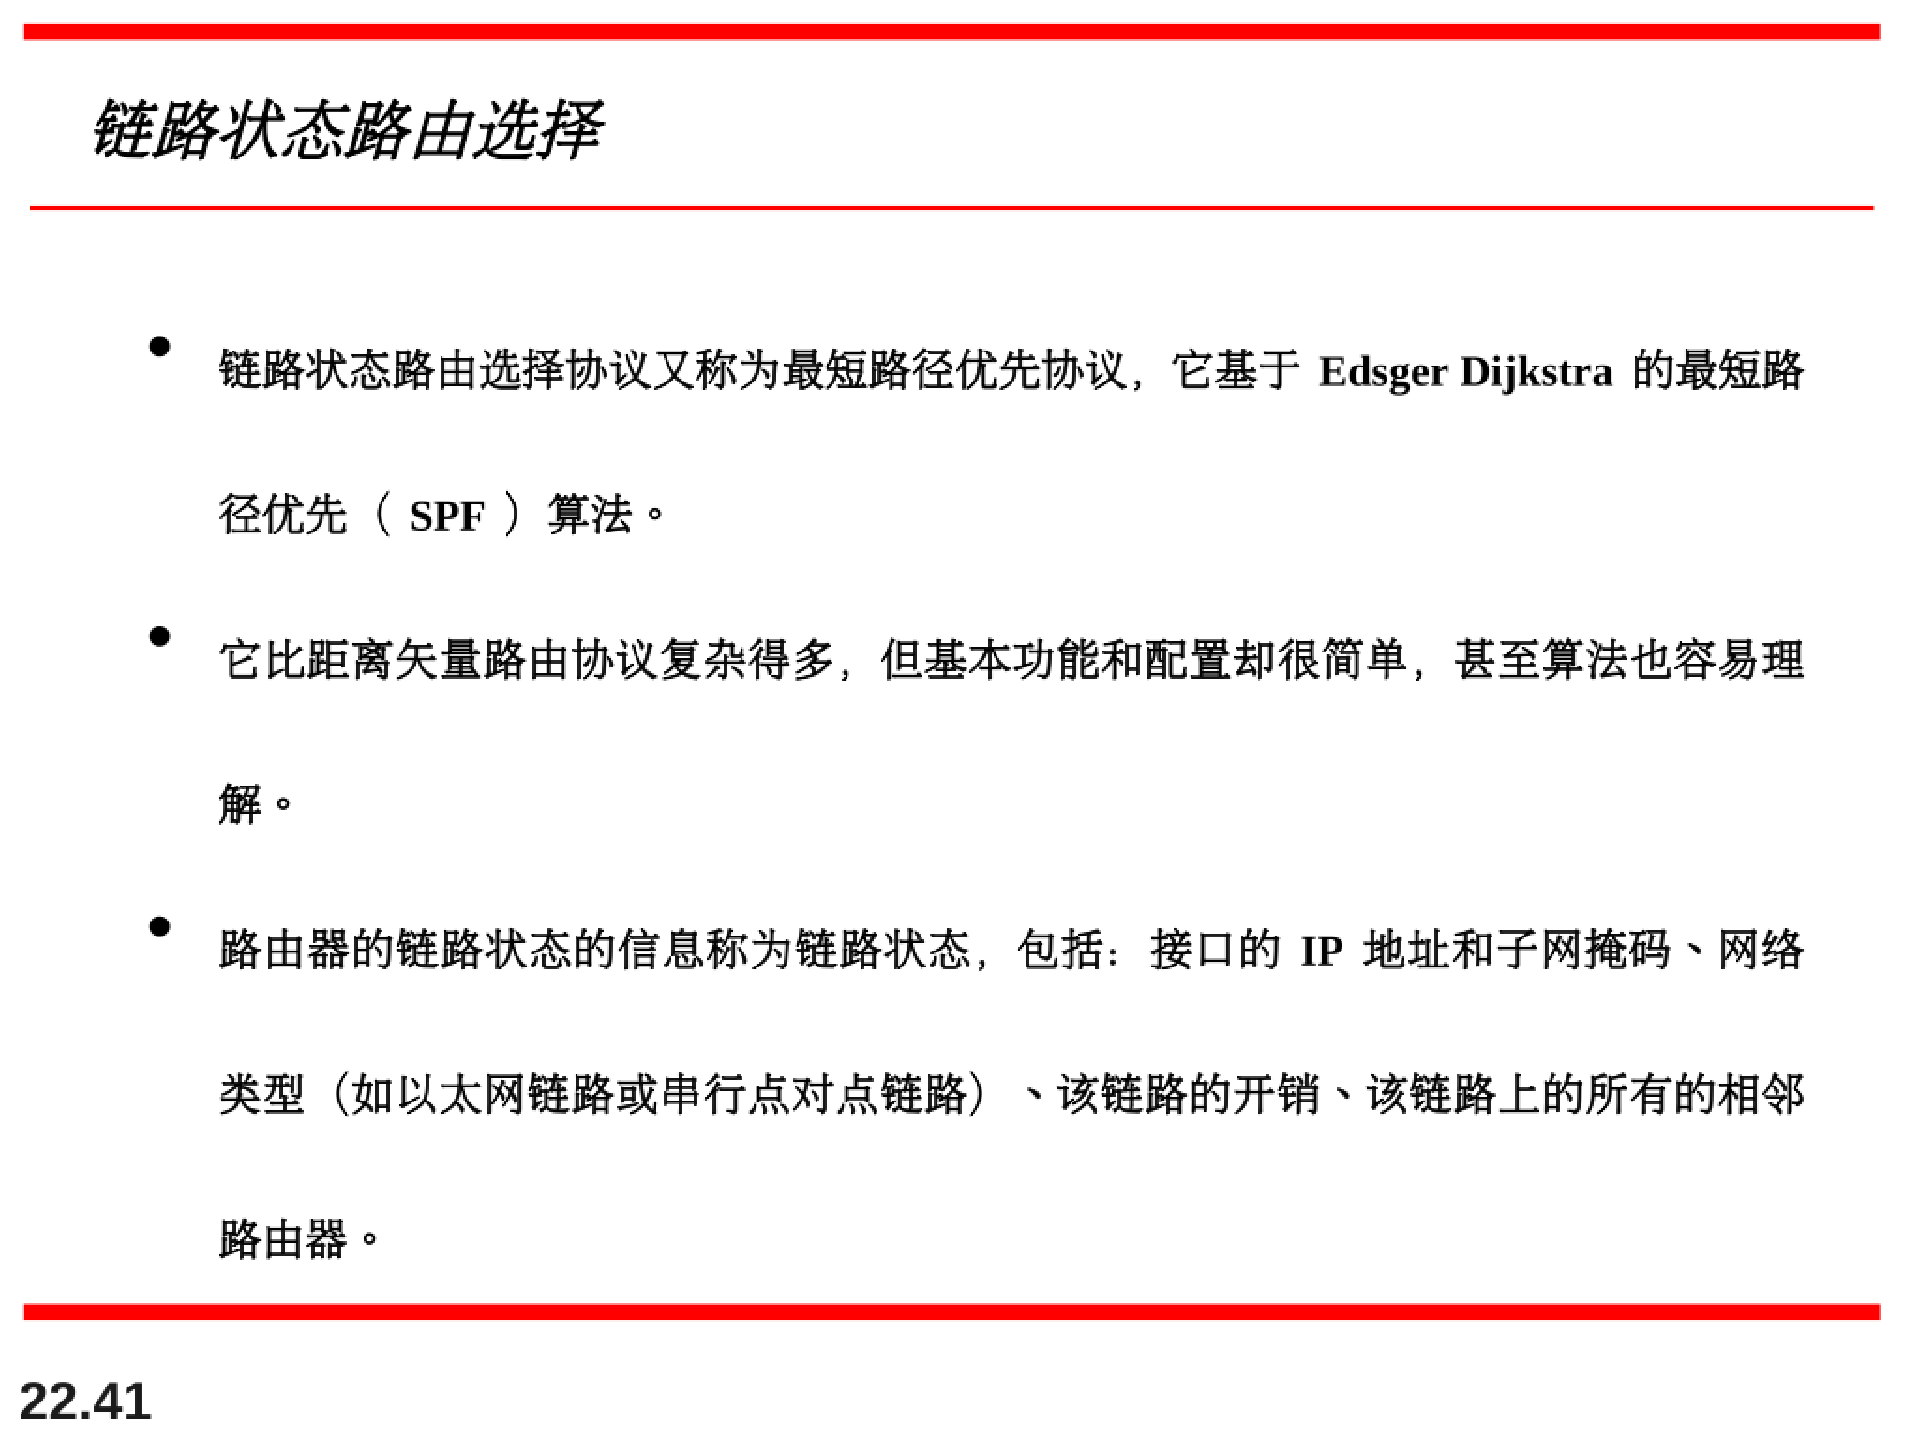 链路状态路由选择
• 链路状态路由选择协议又称为最短路径优先协议，它基于 Edsger Dijkstra 的最短路
径优先（ SPF ）算法。
• 它比距离矢量路由协议复杂得多，但基本功能和配置却很简单，甚至算法也容易理
解。
• 路由器的链路状态的信息称为链路状态，包括：接口的 IP 地址和子网掩码、网络
类型（如以太网链路或串行点对点链路）、该链路的开销、该链路上的所有的相邻
路由器。
22.41